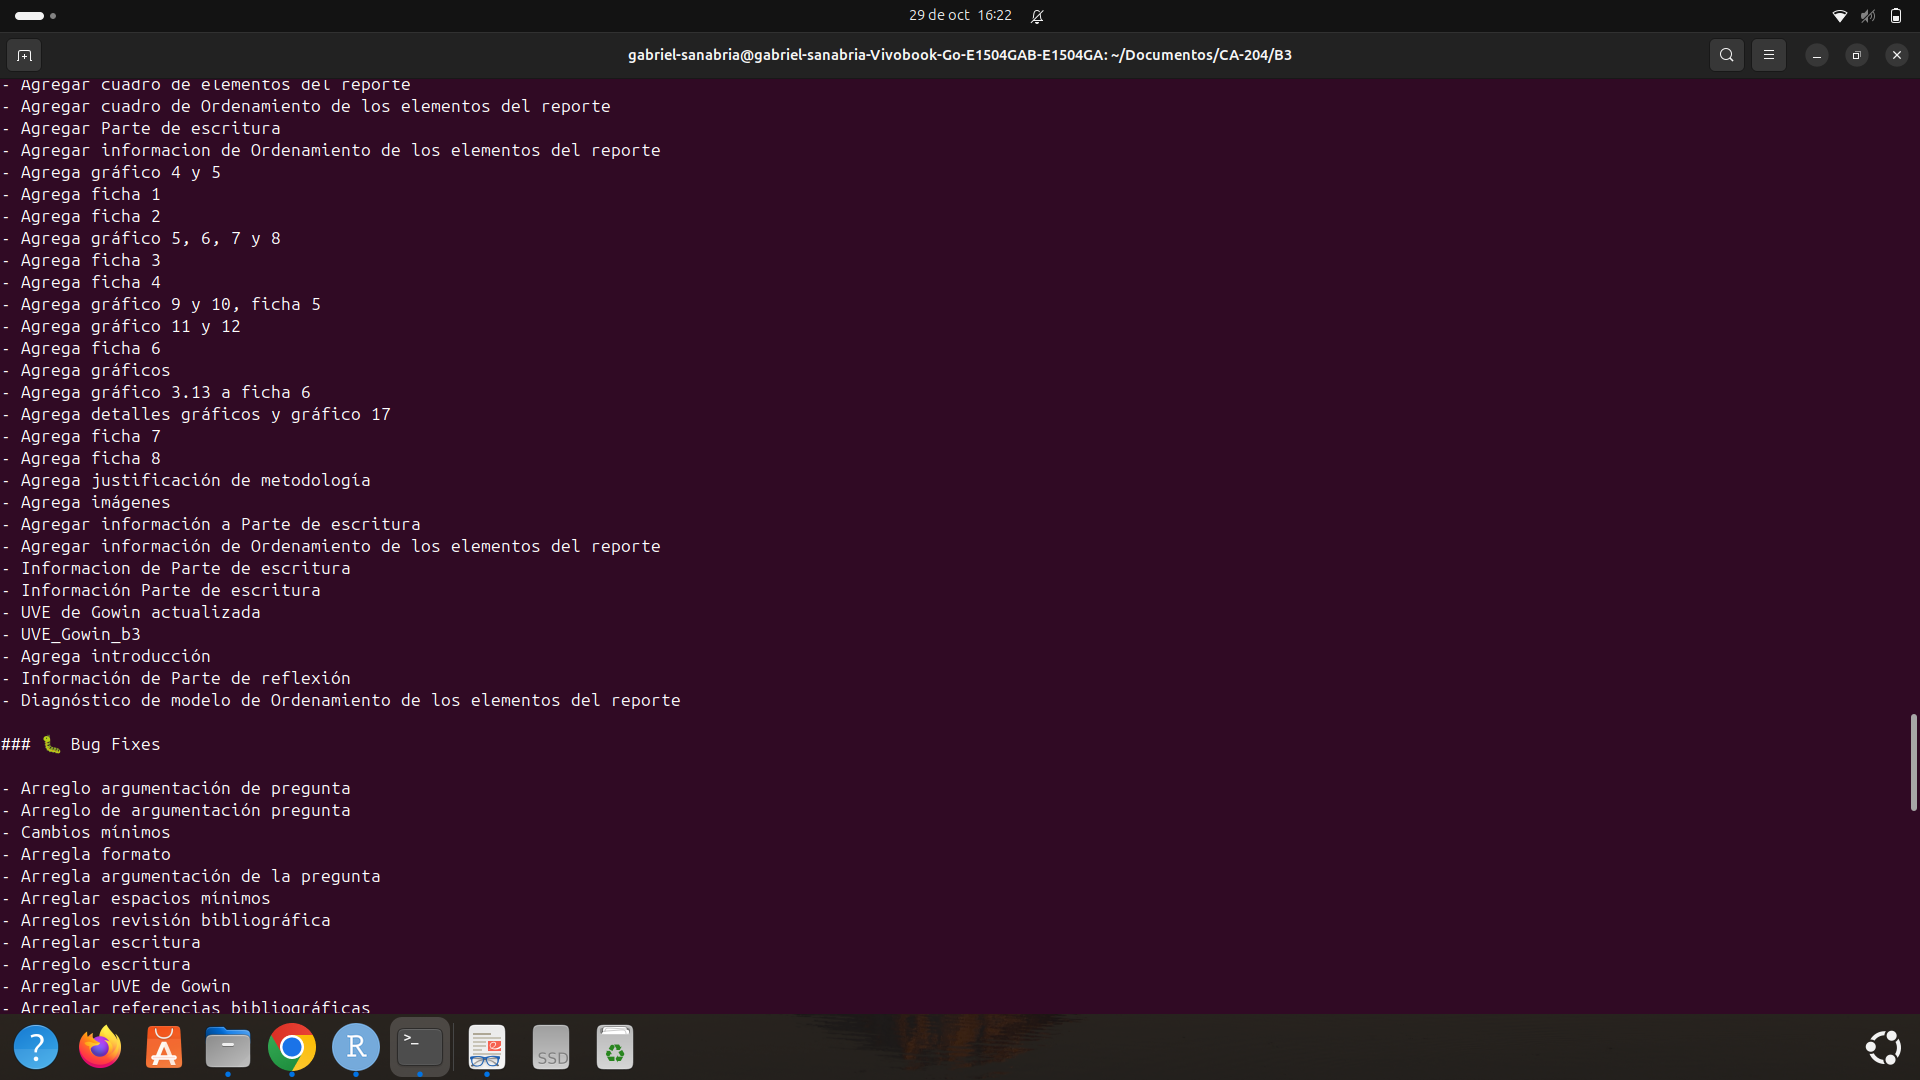 29 de oct 16:22
gabriel-sanabria@gabriel-sanabria-Vivobook-Go-E1504GAB-E1504GA: ~/Documentos/CA-204/B3
- Agregar cuadro de elementos del reporte
- Agregar cuadro de Ordenamiento de los elementos del reporte
- Agregar Parte de escritura
- Agregar informacion de Ordenamiento de los elementos del reporte
- Agrega gráfico 4 y 5
- Agrega ficha 1
- Agrega ficha 2
- Agrega gráfico 5, 6, 7 y 8
- Agrega ficha 3
- Agrega ficha 4
- Agrega gráfico 9 y 10, ficha 5
- Agrega gráfico 11 y 12
- Agrega ficha 6
- Agrega gráficos
- Agrega gráfico 3.13 a ficha 6
- Agrega detalles gráficos y gráfico 17
- Agrega ficha 7
- Agrega ficha 8
- Agrega justificación de metodología
- Agrega imágenes
- Agregar información a Parte de escritura
- Agregar información de Ordenamiento de los elementos del reporte
- Informacion de Parte de escritura
- Información Parte de escritura
- UVE de Gowin actualizada
- UVE_Gowin_b3
- Agrega introducción
- Información de Parte de reflexión
- Diagnóstico de modelo de Ordenamiento de los elementos del reporte
### 🐛 Bug Fixes
- Arreglo argumentación de pregunta
- Arreglo de argumentación pregunta
- Cambios mínimos
- Arregla formato
- Arregla argumentación de la pregunta
- Arreglar espacios mínimos
- Arreglos revisión bibliográfica
- Arreglar escritura
- Arreglo escritura
- Arreglar UVE de Gowin
- Arreglar referencias bibliográficas
? R >_ SSD